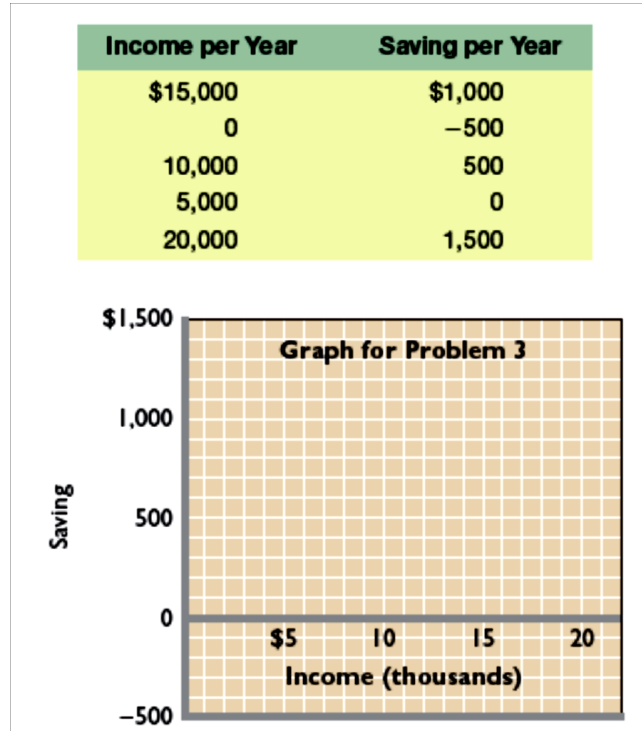 Income per Year Saving per Year
$15,000 $1,000
0 −500
10,000 500
5,000 0
20,000 1,500
$1,500
Graph for Problem 3
1,000
Saving
500
0
$5 10 15 20
Income (thousands)
−500